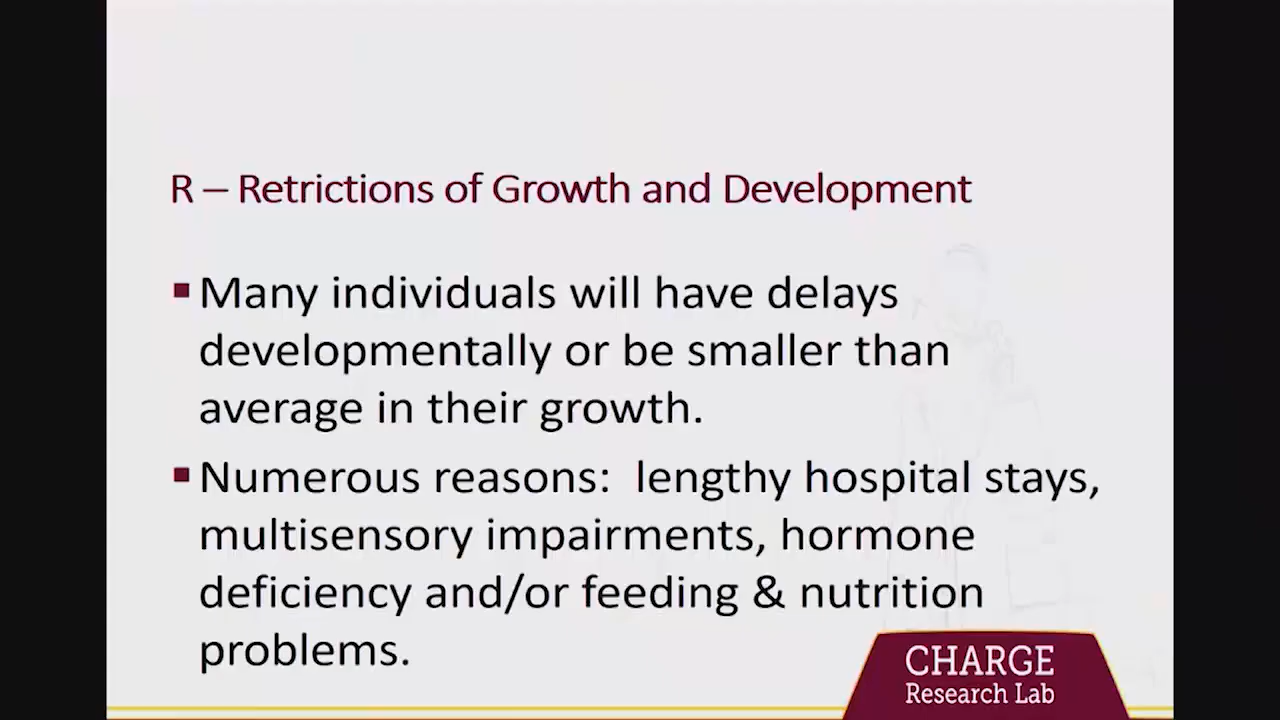 R – Retrictions of Growth and Development
▪ Many individuals will have delays
developmentally or be smaller than
average in their growth.
▪ Numerous reasons:  lengthy hospital stays,
multisensory impairments, hormone
deficiency and/or feeding & nutrition
problems.
CHARGE
Research Lab